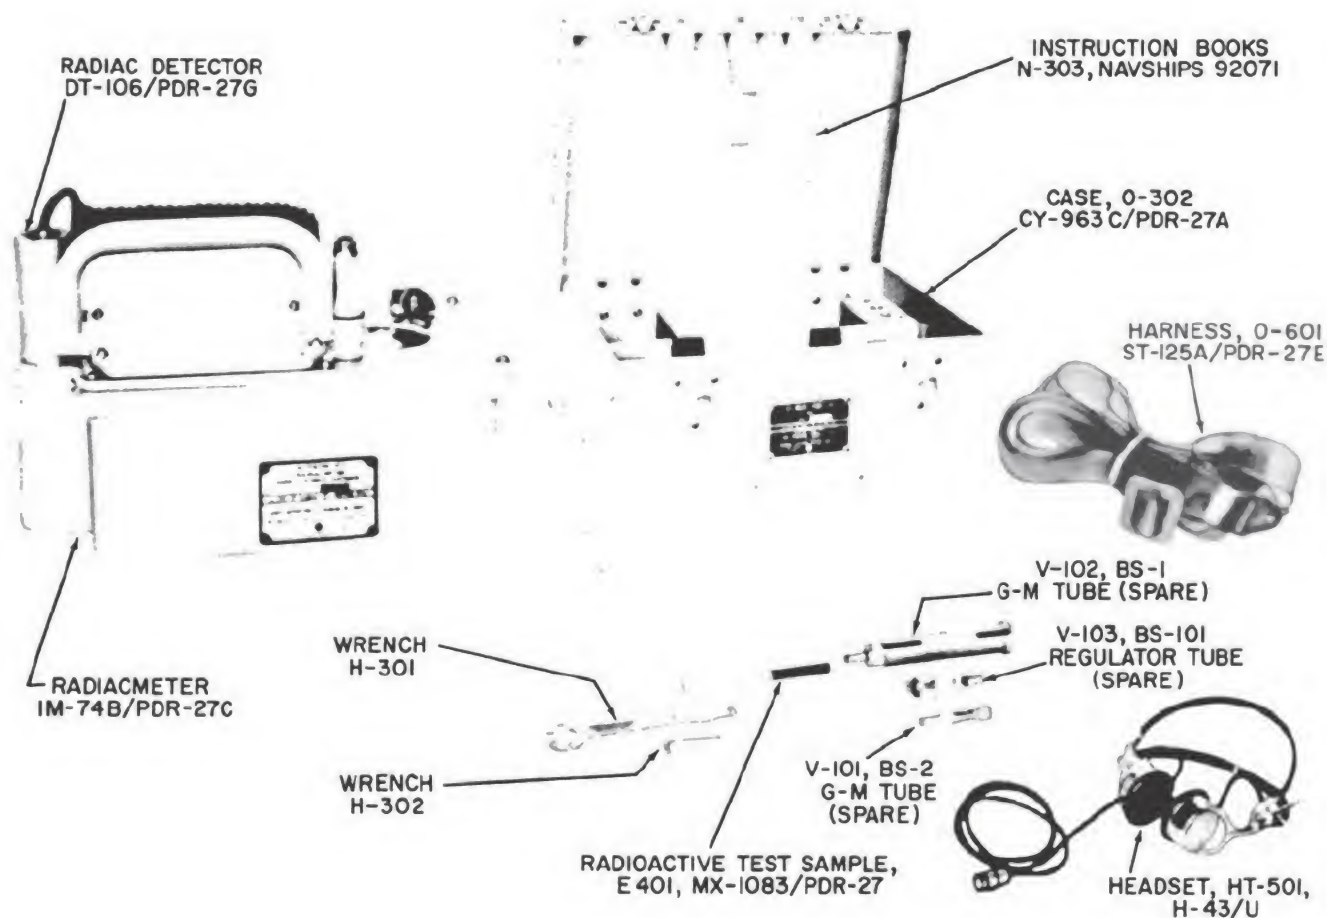 RADIAC DETECTOR
DT-106/PDR-27G
INSTRUCTION BOOKS
N-303, NAVSHIPS 92071
CASE, O-302
CY-963C/PDR-27A
HARNESS, O-601
ST-125A/PDR-27E
V-102, BS-1
G-M TUBE (SPARE)
V-103, BS-101
REGULATOR TUBE
(SPARE)
WRENCH
H-301
RADIACMETER
IM-74B/PDR-27C
WRENCH
H-302
V-101, BS-2
G-M TUBE
(SPARE)
RADIOACTIVE TEST SAMPLE,
E401, MX-1083/PDR-27
HEADSET, HT-501,
H-43/U